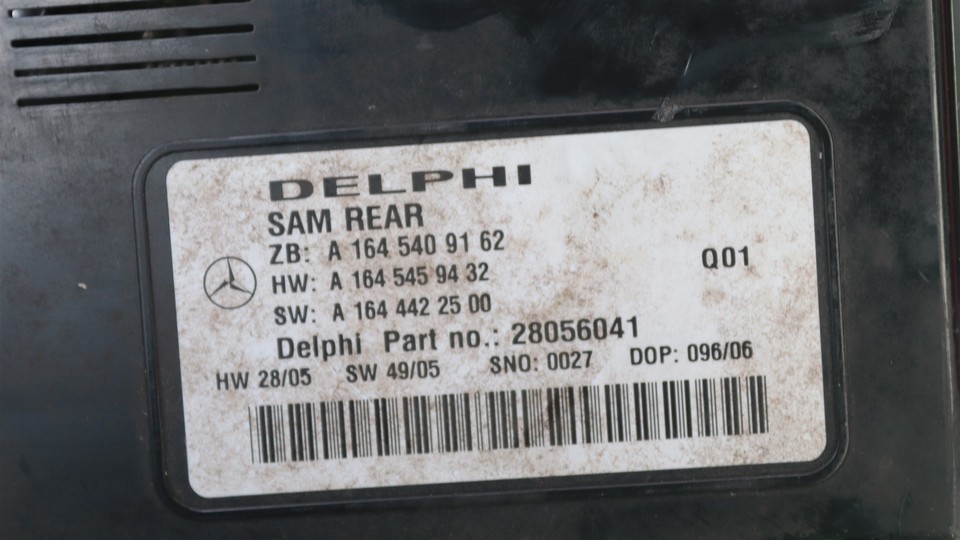 DELPHI
SAM REAR
ZB: A 164 540 91 62
HW: A 164 545 94 32
SW: A 164 442 25 00
Q01
Delphi Part no.: 28056041
HW 28/05 SW 49/05 SNO: 0027 DOP: 096/06